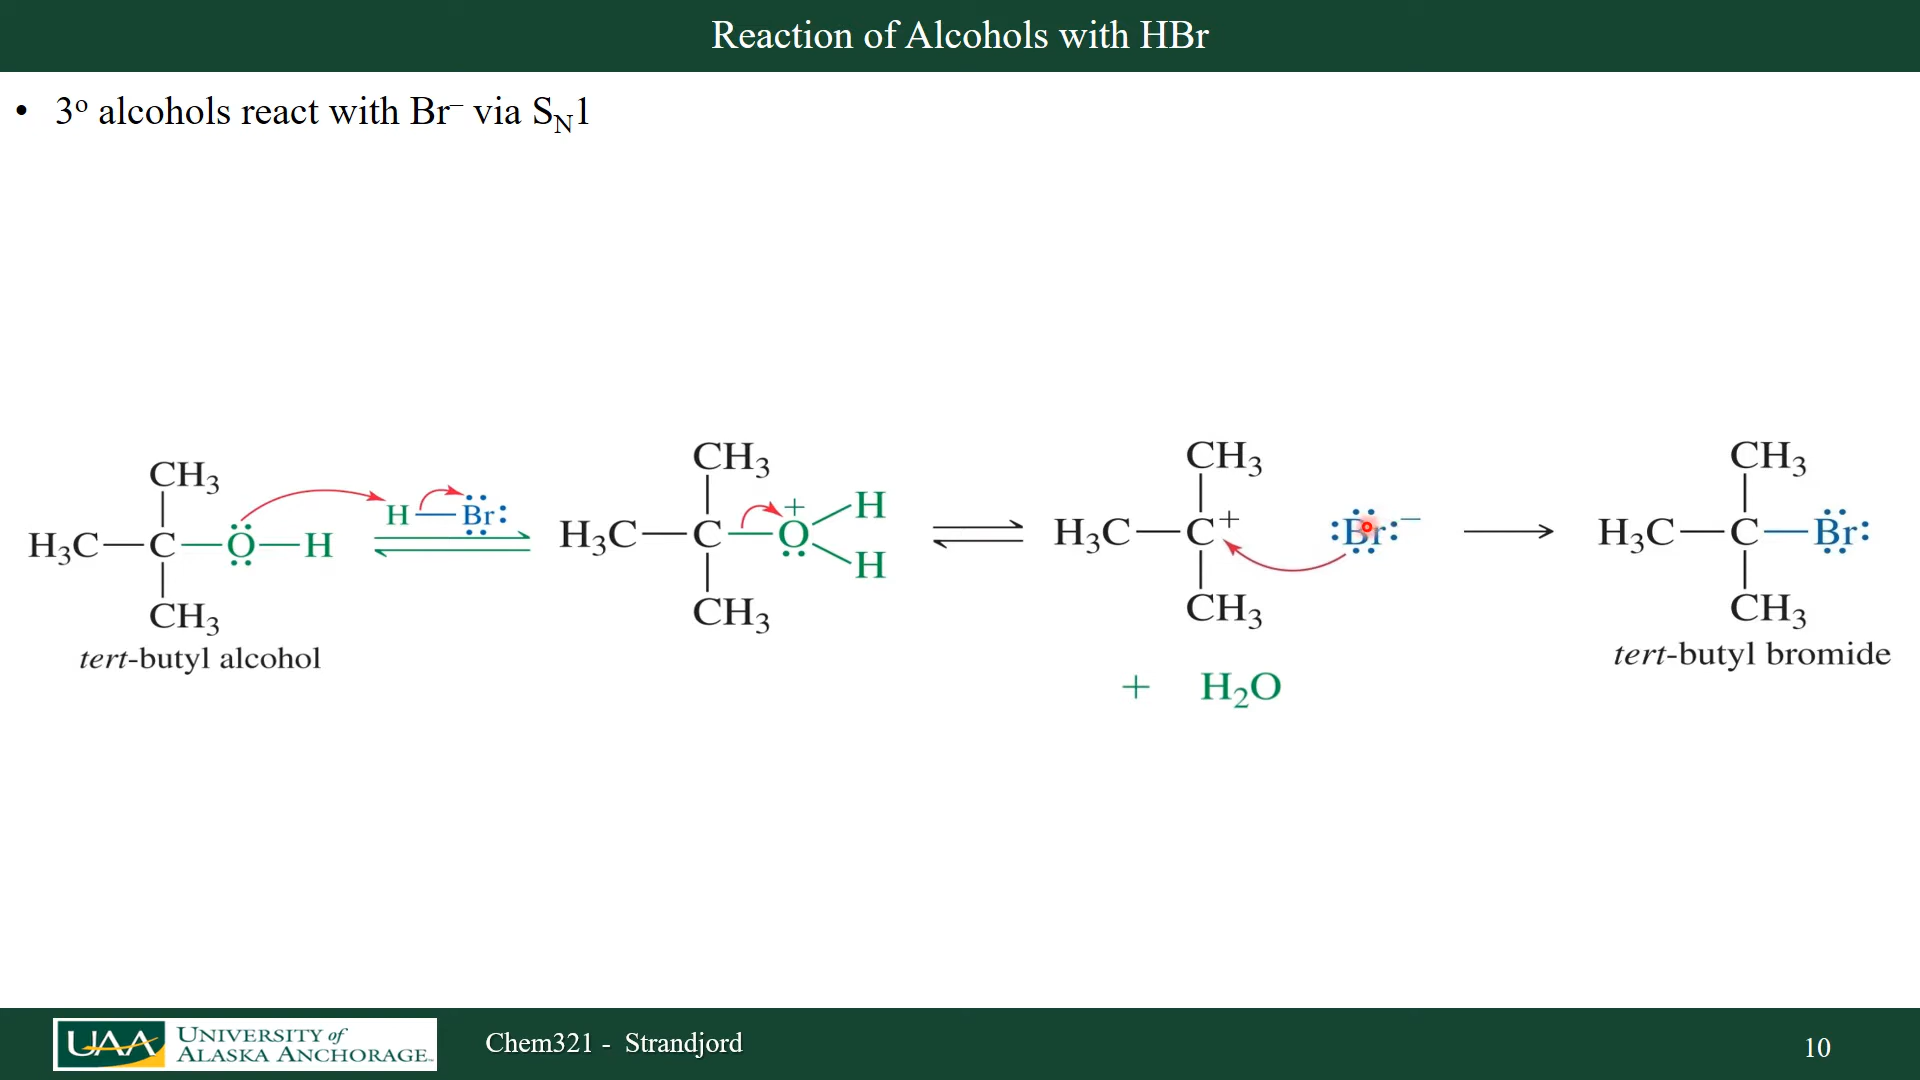 Reaction of Alcohols with HBr
• 3º alcohols react with Br⁻ via S_N1
CH₃ CH₃ CH₃ CH₃
H₃C—C—Ö—H H—Br: H₃C—C—O⁺ H H H₃C—C⁺ :Br:⁻ H₃C—C—Br:
CH₃ CH₃ CH₃ CH₃
tert-butyl alcohol tert-butyl bromide
+ H₂O
UAA UNIVERSITY of
ALASKA ANCHORAGE™
Chem321 - Strandjord
10